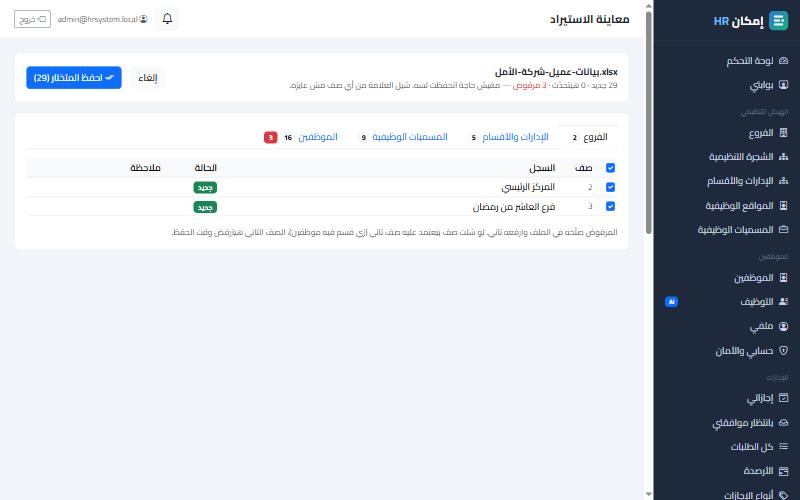 إمكان HR
لوحة التحكم
بوابتي
الهيكل التنظيمي
الفروع
الشجرة التنظيمية
الإدارات والأقسام
المواقع الوظيفية
المسميات الوظيفية
الموظفين
الموظفين
التوظيف AI
ملفي
حسابي والأمان
الإجازات
إجازاتي
بانتظار موافقتي
كل الطلبات
الأرصدة
أنواع الإجازات
معاينة الاستيراد
admin@hrsystem.local
خروج
بيانات-عميل-شركة-الأمل.xlsx
29 جديد · 0 هيتحدّث · 3 مرفوض — مفيش حاجة اتحفظت لسه. شيل العلامة من أي صف مش عايزه.
إلغاء
احفظ المختار (29)
الفروع 2
الإدارات والأقسام 5
المسميات الوظيفية 9
الموظفين 16 3
صف السجل الحالة ملاحظة
2 المركز الرئيسي جديد
3 فرع العاشر من رمضان جديد
المرفوض صلّحه في الملف وارفعه تاني. لو شلت صف بيعتمد عليه صف تاني (زي قسم فيه موظفين)، الصف التاني هيترفض وقت الحفظ.